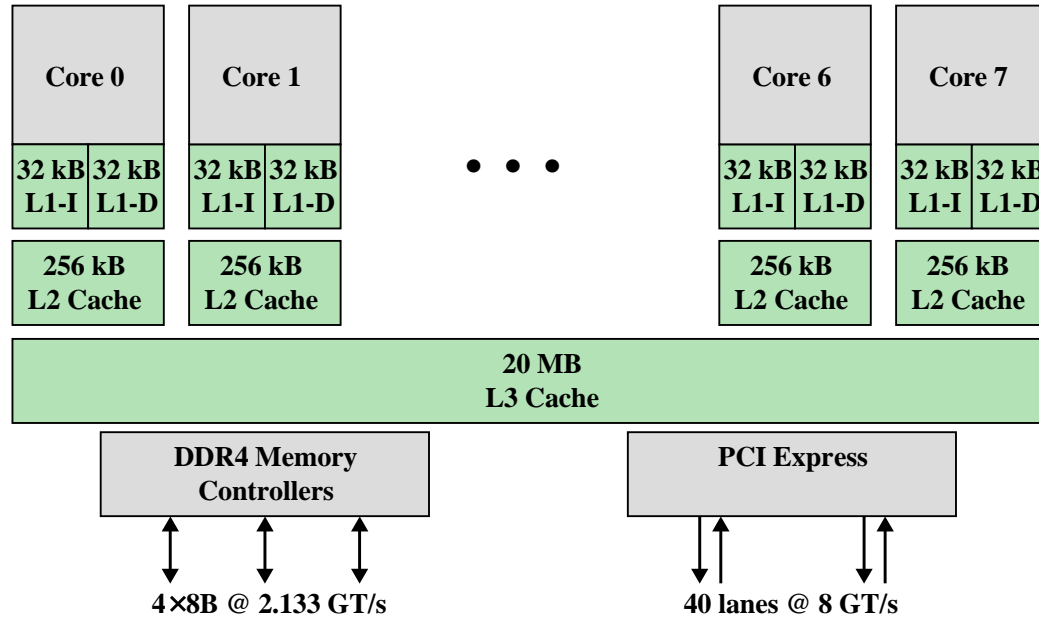 Core 0
Core 1
Core 6
Core 7
32 kB
L1-I
32 kB
L1-D
32 kB
L1-I
32 kB
L1-D
32 kB
L1-I
32 kB
L1-D
32 kB
L1-I
32 kB
L1-D
256 kB
L2 Cache
256 kB
L2 Cache
256 kB
L2 Cache
256 kB
L2 Cache
20 MB
L3 Cache
DDR4 Memory
Controllers
PCI Express
4×8B @ 2.133 GT/s
40 lanes @ 8 GT/s